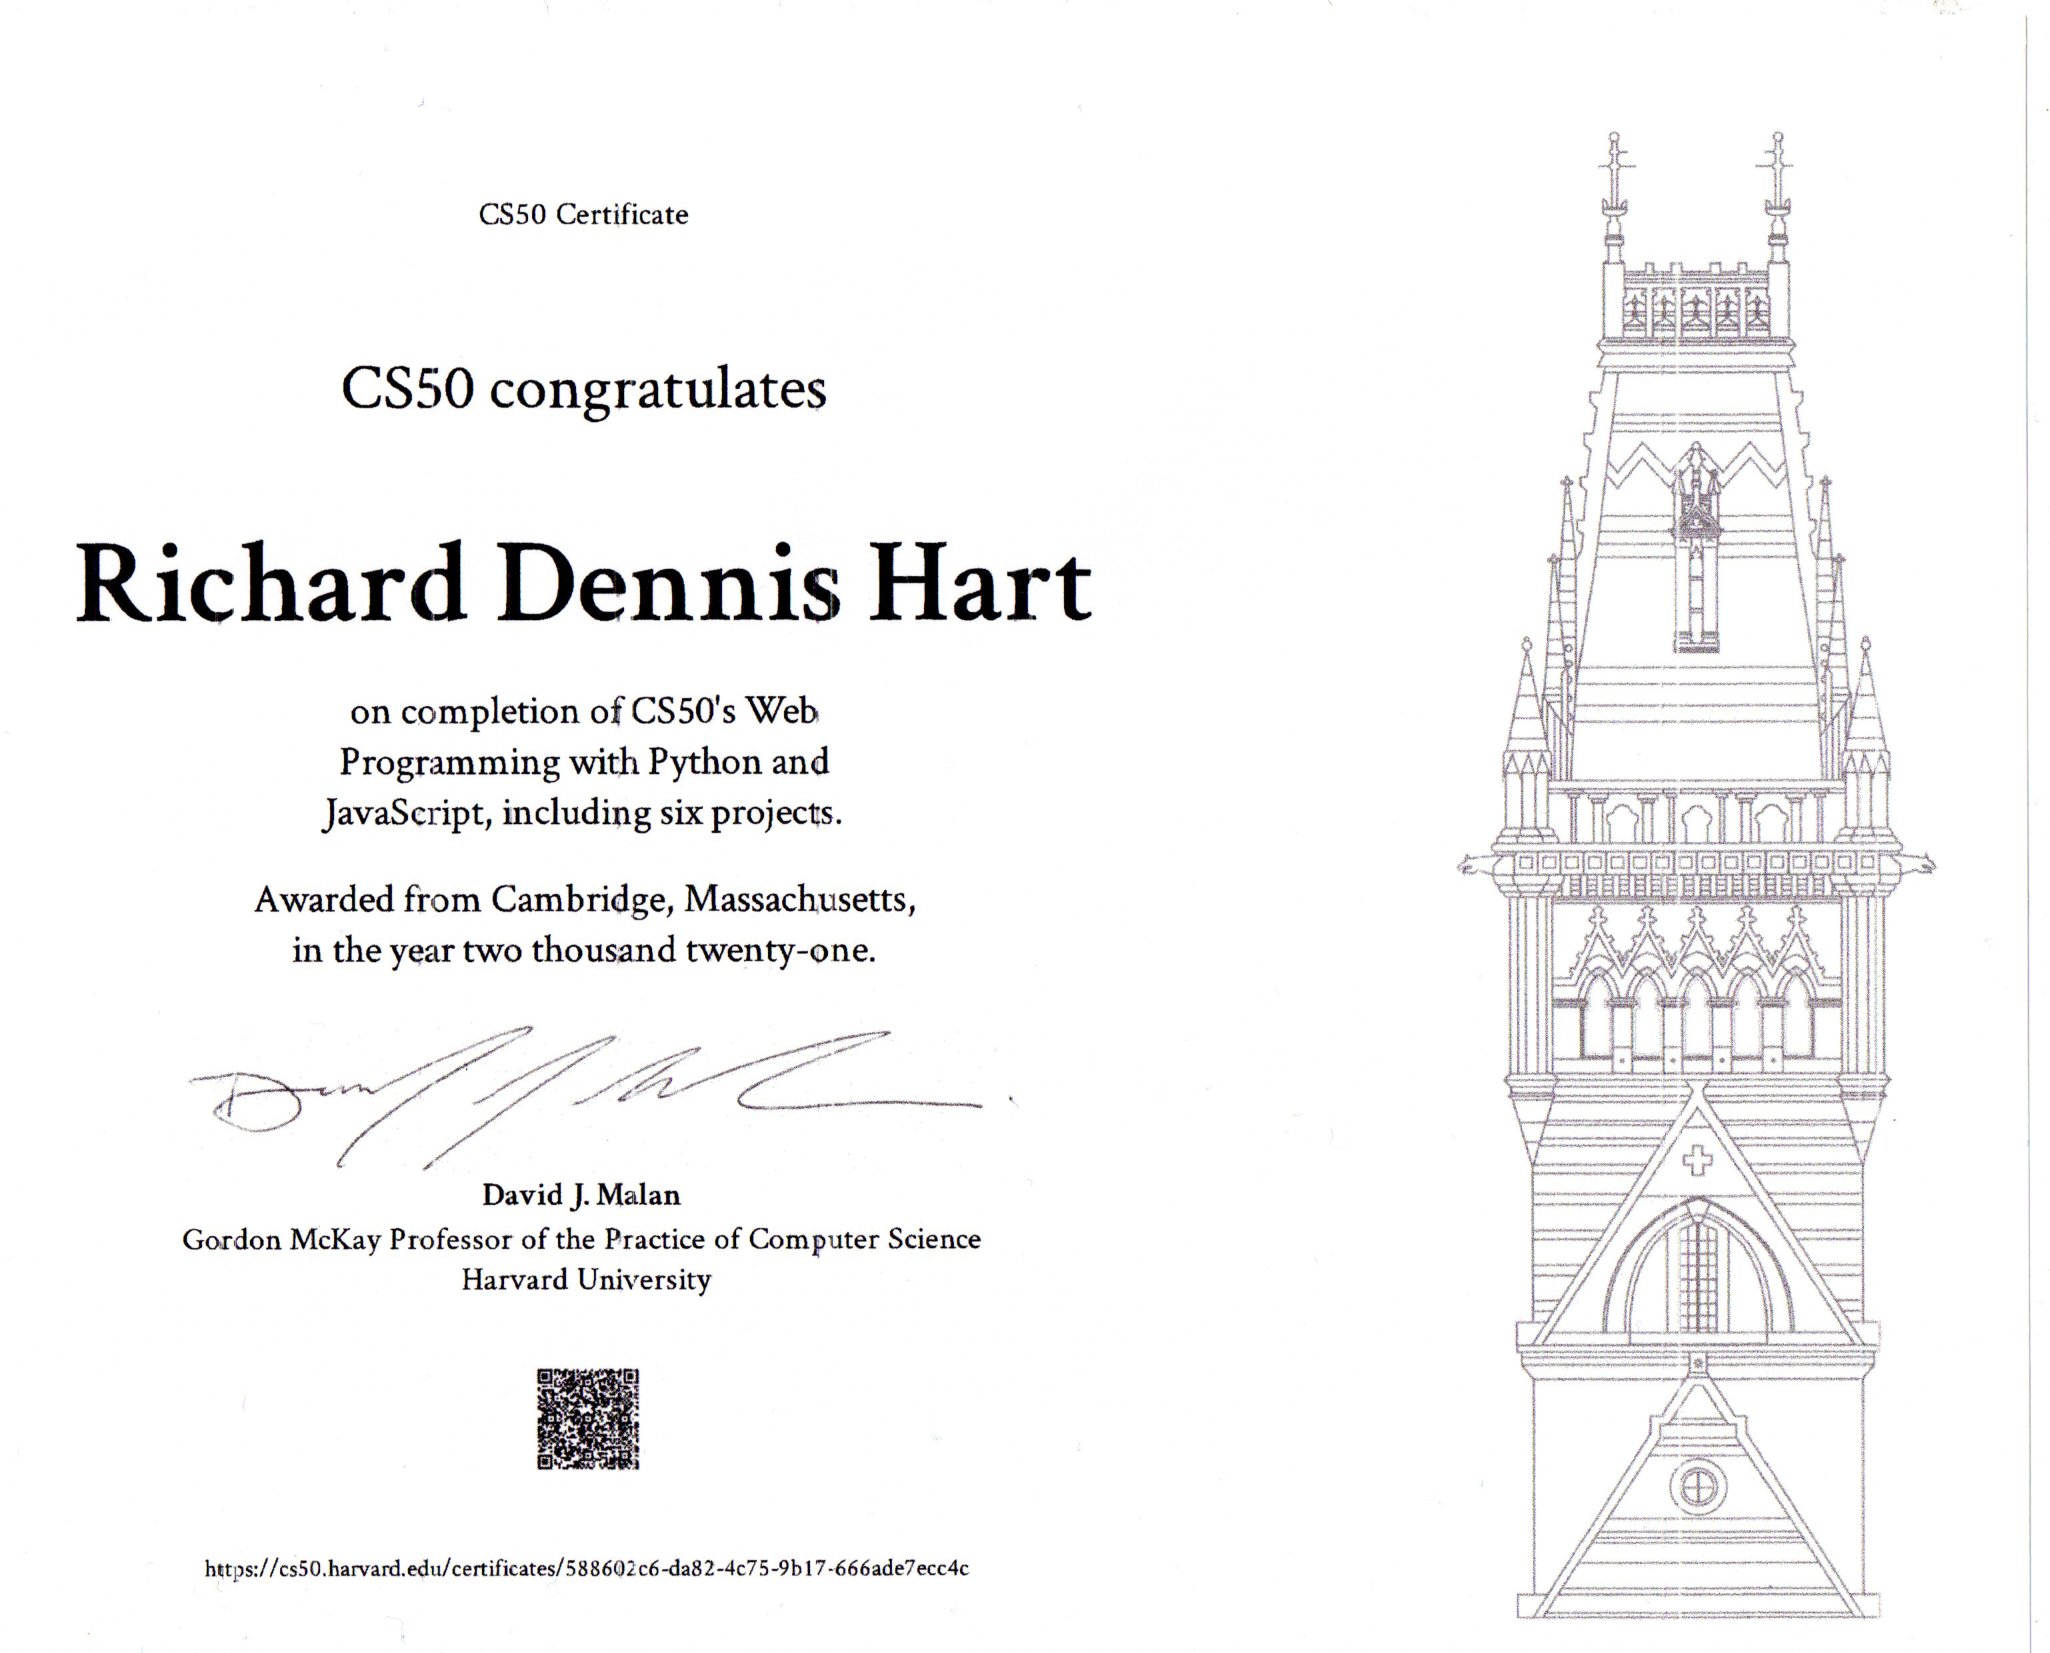 CS50 Certificate
CS50 congratulates
Richard Dennis Hart
on completion of CS50's Web
Programming with Python and
JavaScript, including six projects.
Awarded from Cambridge, Massachusetts,
in the year two thousand twenty-one.
David J. Malan
Gordon McKay Professor of the Practice of Computer Science
Harvard University
https://cs50.harvard.edu/certificates/588602c6-da82-4c75-9b17-666ade7ecc4c